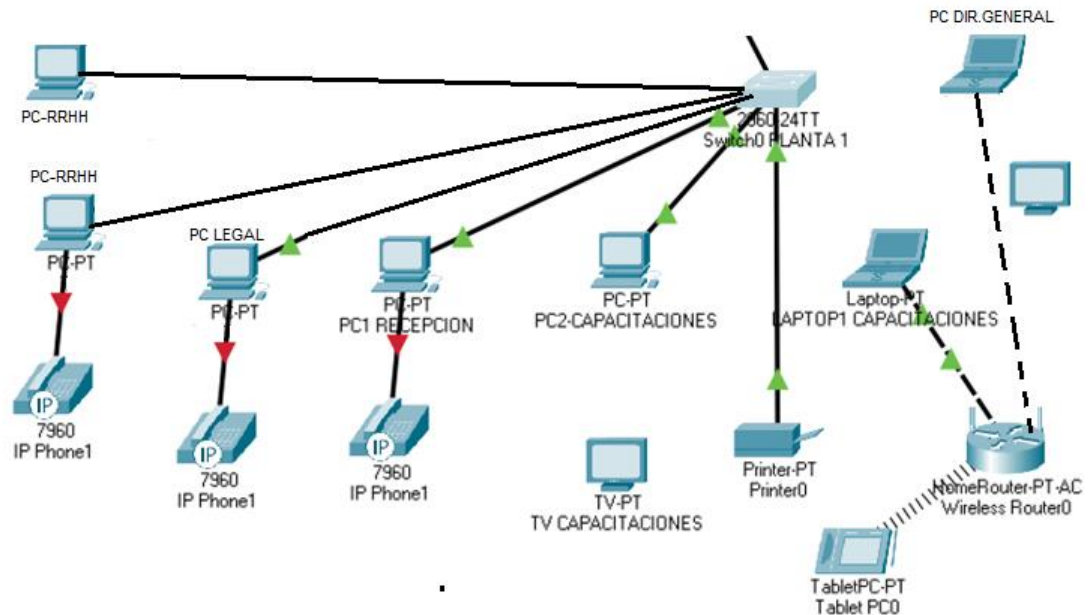 PC DIR.GENERAL
PC-RRHH
2960 24TT
Switch0 PLANTA 1
PC-RRHH
PC-PT
PC LEGAL
PC-PT
PC-PT
PC1 RECEPCION
PC-PT
PC2-CAPACITACIONES
Laptop-PT
LAPTOP1 CAPACITACIONES
IP
7960
IP Phone1
IP
7960
IP Phone1
IP
7960
IP Phone1
TV-PT
TV CAPACITACIONES
Printer-PT
Printer0
HomeRouter-PT-AC
Wireless Router0
TabletPC-PT
Tablet PC0